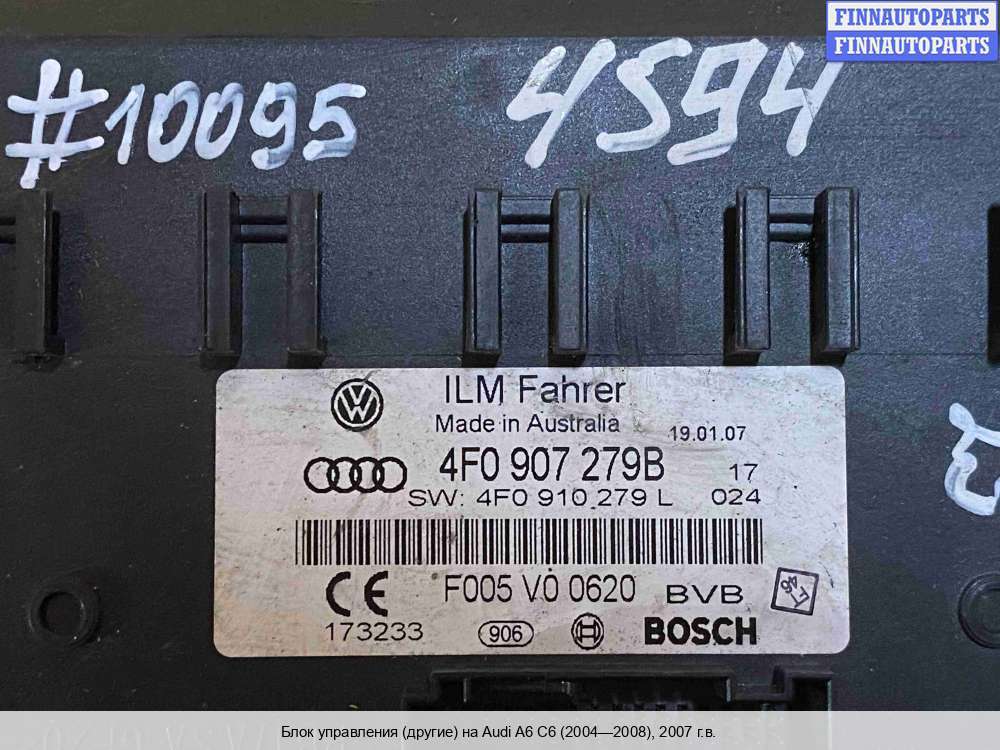 FINNAUTOPARTS
FINNAUTOPARTS
#10095
4594
ILM Fahrer
Made in Australia
19.01.07
4F0 907 279B
17
SW: 4F0 910 279 L
024
CE
F005 V0 0620
BVB
173233
906
BOSCH
Блок управления (другие) на Audi A6 C6 (2004—2008), 2007 г.в.